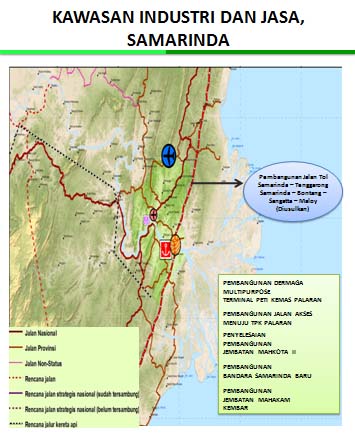 KAWASAN INDUSTRI DAN JASA,
SAMARINDA
Pembangunan Jalan Tol
Samarinda – Tenggarong
Samarinda – Bontang –
Sangatta – Maloy
(Diusulkan)
PEMBANGUNAN DERMAGA
MULTIPURPOSE
TERMINAL PETI KEMAS PALARAN
PEMBANGUNAN JALAN AKSES
MENUJU TPK PALARAN
PENYELESAIAN
PEMBANGUNAN
JEMBATAN MAHKOTA II
PEMBANGUNAN
BANDARA SAMARINDA BARU
PEMBANGUNAN
JEMBATAN MAHAKAM
KEMBAR
Jalan Nasional
Jalan Provinsi
Jalan Non-Status
Rencana jalan
Rencana jalan strategis nasional (sudah tersambung)
Rencana jalan strategis nasional (belum tersambung)
Rencana jalur kereta api